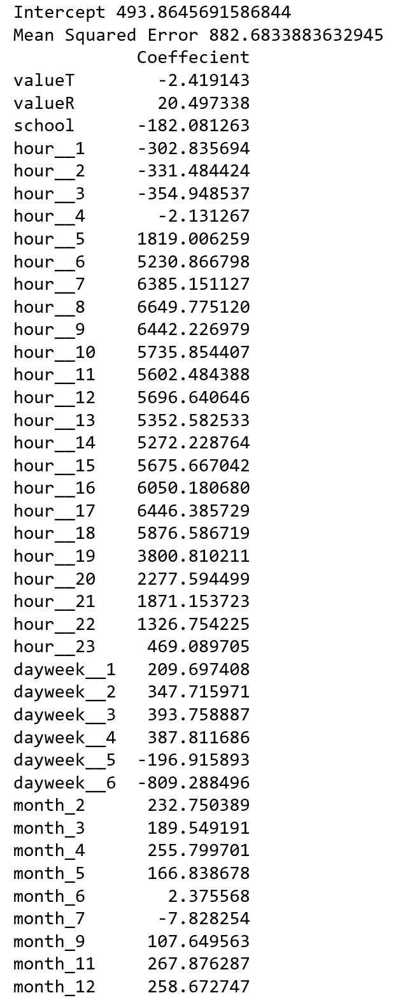 Intercept 493.8645691586844
Mean Squared Error 882.6833883632945
Coeffecient
valueT -2.419143
valueR 20.497338
school -182.081263
hour__1 -302.835694
hour__2 -331.484424
hour__3 -354.948537
hour__4 -2.131267
hour__5 1819.006259
hour__6 5230.866798
hour__7 6385.151127
hour__8 6649.775120
hour__9 6442.226979
hour__10 5735.854407
hour__11 5602.484388
hour__12 5696.640646
hour__13 5352.582533
hour__14 5272.228764
hour__15 5675.667042
hour__16 6050.180680
hour__17 6446.385729
hour__18 5876.586719
hour__19 3800.810211
hour__20 2277.594499
hour__21 1871.153723
hour__22 1326.754225
hour__23 469.089705
dayweek__1 209.697408
dayweek__2 347.715971
dayweek__3 393.758887
dayweek__4 387.811686
dayweek__5 -196.915893
dayweek__6 -809.288496
month_2 232.750389
month_3 189.549191
month_4 255.799701
month_5 166.838678
month_6 2.375568
month_7 -7.828254
month_9 107.649563
month_11 267.876287
month_12 258.672747